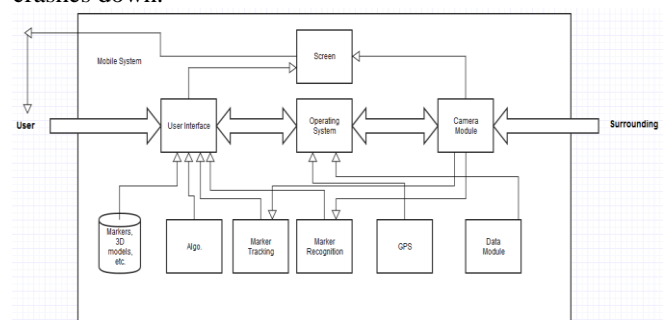 crashes down.
Screen
Mobile System
User
User Interface
Operating
System
Camera
Module
Surrounding
Markers,
3D
models,
etc.
Algo.
Marker
Tracking
Marker
Recognition
GPS
Data
Module